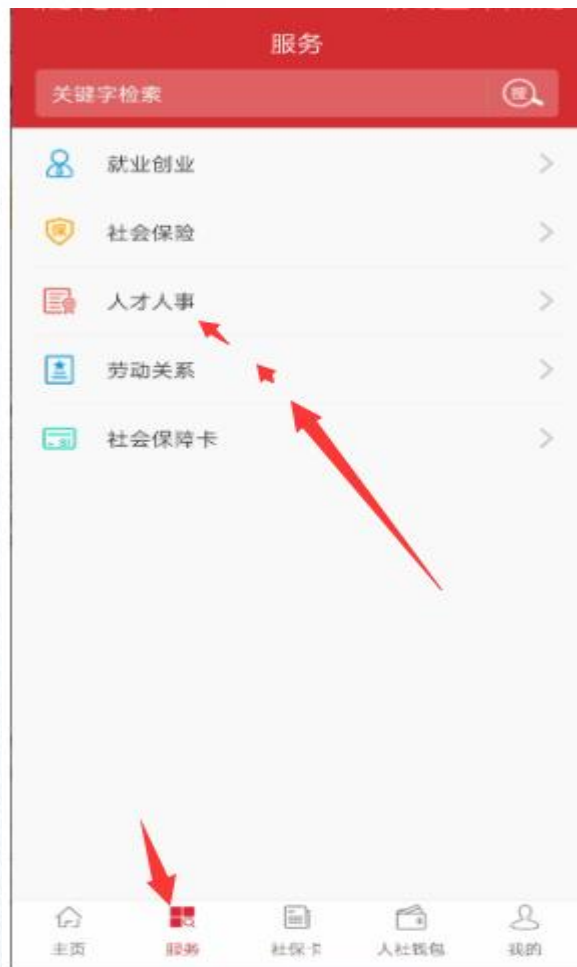 服务
关键字检索
搜
就业创业
保
社会保险
人才人事
劳动关系
社会保障卡
主页
服务
社保卡
人社钱包
我的